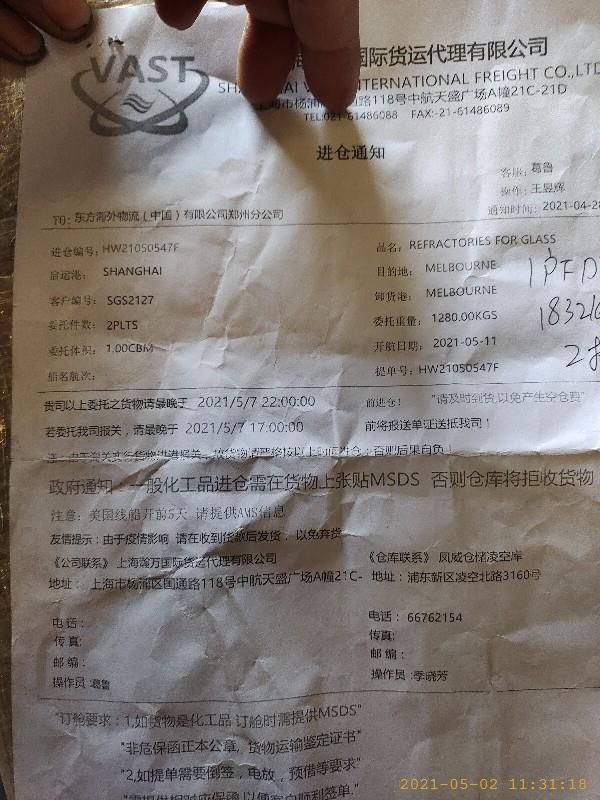 VAST
国际货运代理有限公司
INTERNATIONAL FREIGHT CO.,LTD
路118号中航天盛广场A幢21C-21D
TEL:021-61486088 FAX:-21-61486089
进仓通知
客服：葛鲁
操作：王昱辉
通知时间：2021-04-28
TO：东方海外物流（中国）有限公司郑州分公司
进仓编号：HW21050547F
品名：REFRACTORIES FOR GLASS
启运港：SHANGHAI
目的地：MELBOURNE
客户编号：SGS2127
卸货港：MELBOURNE
委托件数：2PLTS
委托重量：1280.00KGS
委托体积：1.00CBM
开航日期：2021-05-11
船名航次：
提单号：HW21050547F
贵司以上委托之货物请最晚于 2021/5/7 22:00:00 前进仓！ "请及时到货,以免产生空仓费"
若委托我司报关，请最晚于 2021/5/7 17:00:00 前将报送单证送抵我司！
政府通知：一般化工品进仓需在货物上张贴MSDS 否则仓库将拒收货物
注意：美国线船开前5天 请提供AMS信息
友情提示：由于疫情影响 请在收到付款后发货，以免弃货
《公司联系》上海瀚万国际货运代理有限公司
《仓库联系》 凤威仓储凌空库
地址：上海市杨浦区国通路118号中航天盛广场A幢21C-
地址：浦东新区凌空北路3160号
电话：
电话：66762154
传真:
传真:
邮编：
邮编：
操作员:葛鲁
操作员:季晓芳
"订舱要求：1,如货物是化工品 订舱时需提供MSDS"
"非危保函正本公章，货物运输鉴定证书"
"2,如提单需要倒签，电放，预借等要求"
2021-05-02 11:31:18